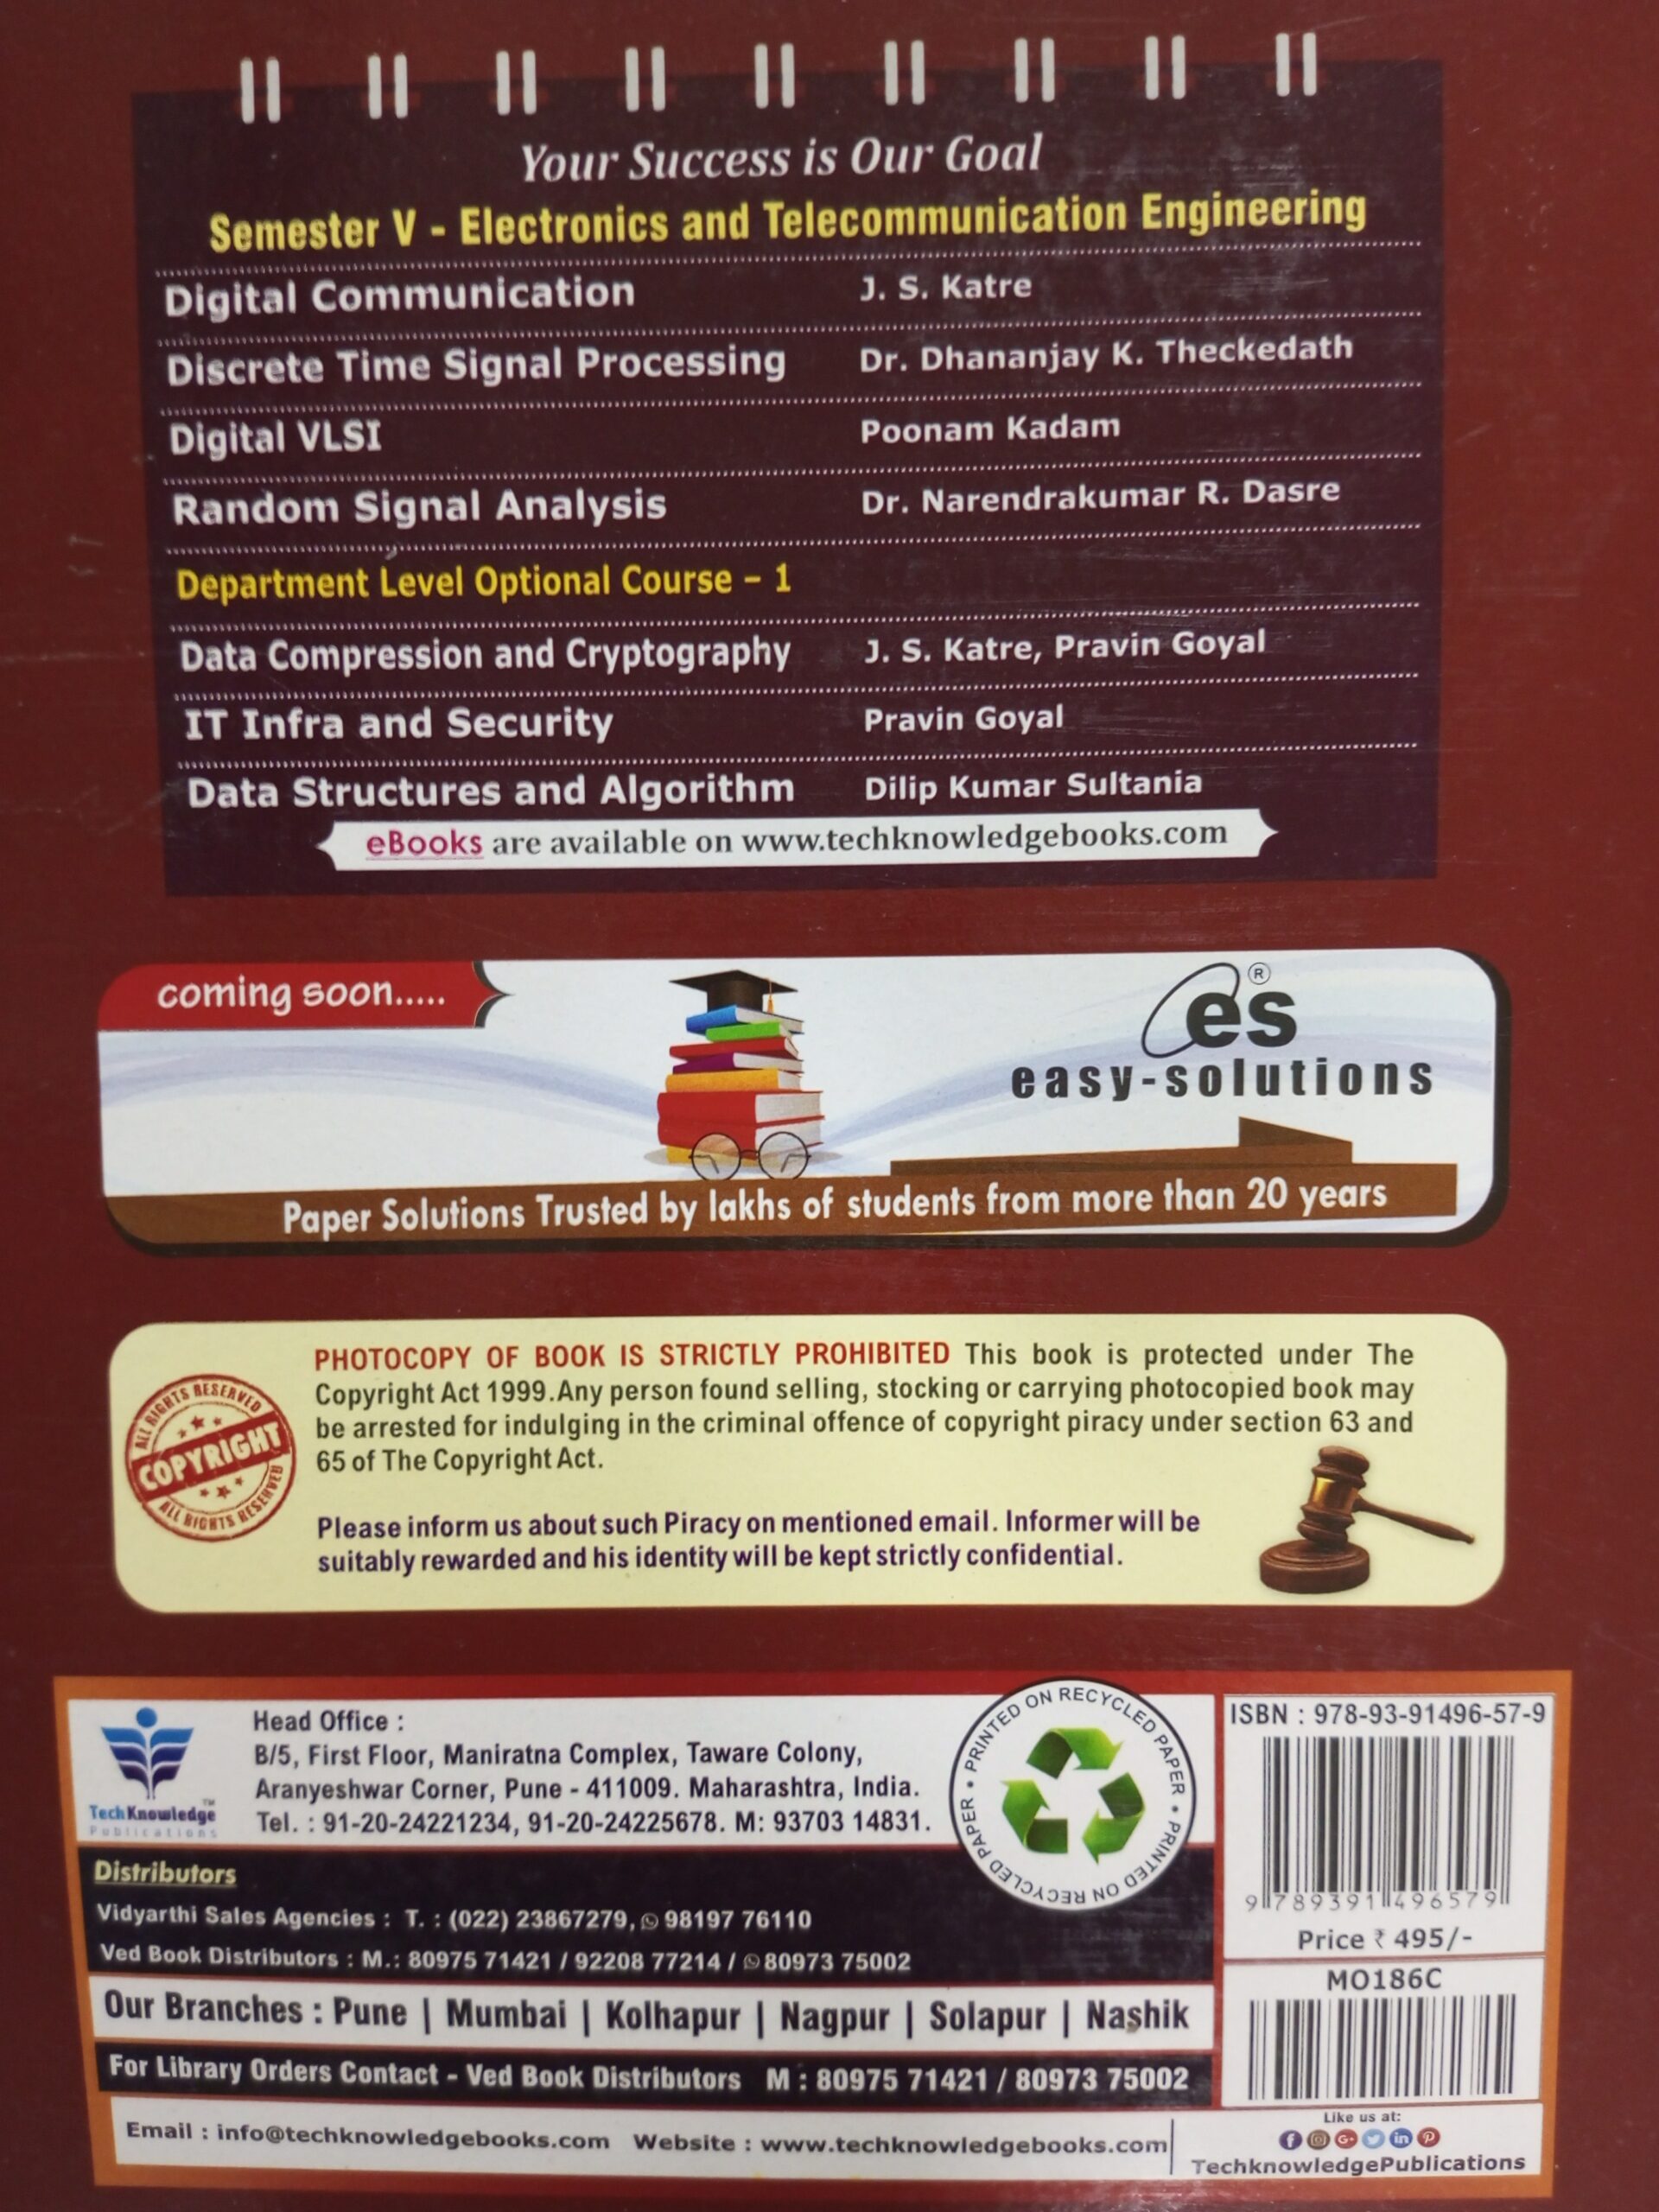 Your Success is Our Goal
Semester V - Electronics and Telecommunication Engineering
Digital Communication J. S. Katre
Discrete Time Signal Processing Dr. Dhananjay K. Theckedath
Digital VLSI Poonam Kadam
Random Signal Analysis Dr. Narendrakumar R. Dasre
Department Level Optional Course – 1
Data Compression and Cryptography J. S. Katre, Pravin Goyal
IT Infra and Security Pravin Goyal
Data Structures and Algorithm Dilip Kumar Sultania
eBooks are available on www.techknowledgebooks.com
coming soon.....
es®
easy-solutions
Paper Solutions Trusted by lakhs of students from more than 20 years
PHOTOCOPY OF BOOK IS STRICTLY PROHIBITED This book is protected under The
Copyright Act 1999.Any person found selling, stocking or carrying photocopied book may
be arrested for indulging in the criminal offence of copyright piracy under section 63 and
65 of The Copyright Act.
ALL RIGHTS RESERVED
COPYRIGHT
ALL RIGHTS RESERVED
Please inform us about such Piracy on mentioned email. Informer will be
suitably rewarded and his identity will be kept strictly confidential.
TechKnowledge™
Publications
Head Office :
B/5, First Floor, Maniratna Complex, Taware Colony,
Aranyeshwar Corner, Pune - 411009. Maharashtra, India.
Tel. : 91-20-24221234, 91-20-24225678. M: 93703 14831.
PRINTED ON RECYCLED PAPER • PRINTED ON RECYCLED PAPER •
ISBN : 978-93-91496-57-9
9 789391 496579
Price ₹ 495/-
MO186C
Distributors
Vidyarthi Sales Agencies : T. : (022) 23867279, 98197 76110
Ved Book Distributors : M.: 80975 71421 / 92208 77214 / 80973 75002
Our Branches : Pune | Mumbai | Kolhapur | Nagpur | Solapur | Nashik
For Library Orders Contact - Ved Book Distributors M : 80975 71421 / 80973 75002
Email : info@techknowledgebooks.com Website : www.techknowledgebooks.com
Like us at:
TechknowledgePublications